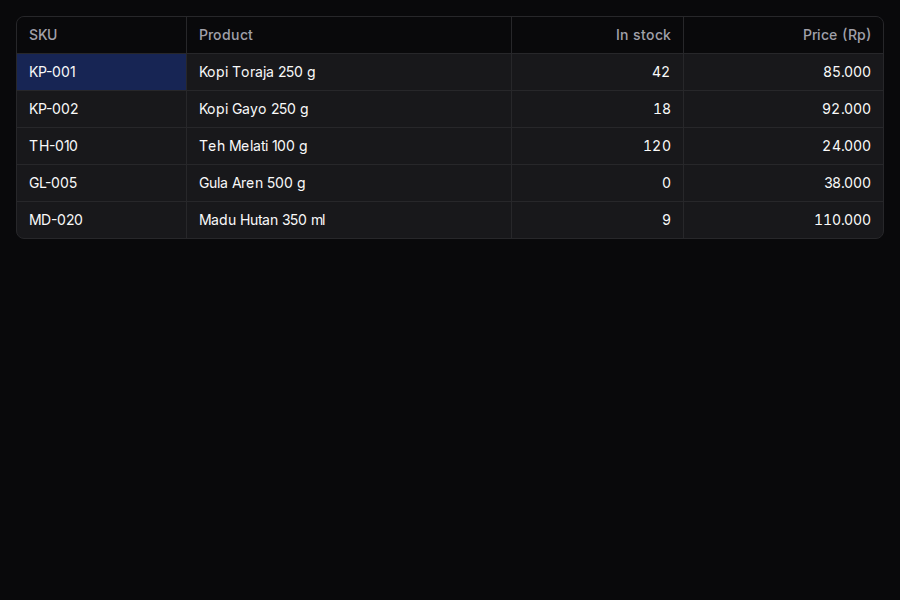 SKU Product In stock Price (Rp)
KP-001 Kopi Toraja 250 g 42 85.000
KP-002 Kopi Gayo 250 g 18 92.000
TH-010 Teh Melati 100 g 120 24.000
GL-005 Gula Aren 500 g 0 38.000
MD-020 Madu Hutan 350 ml 9 110.000